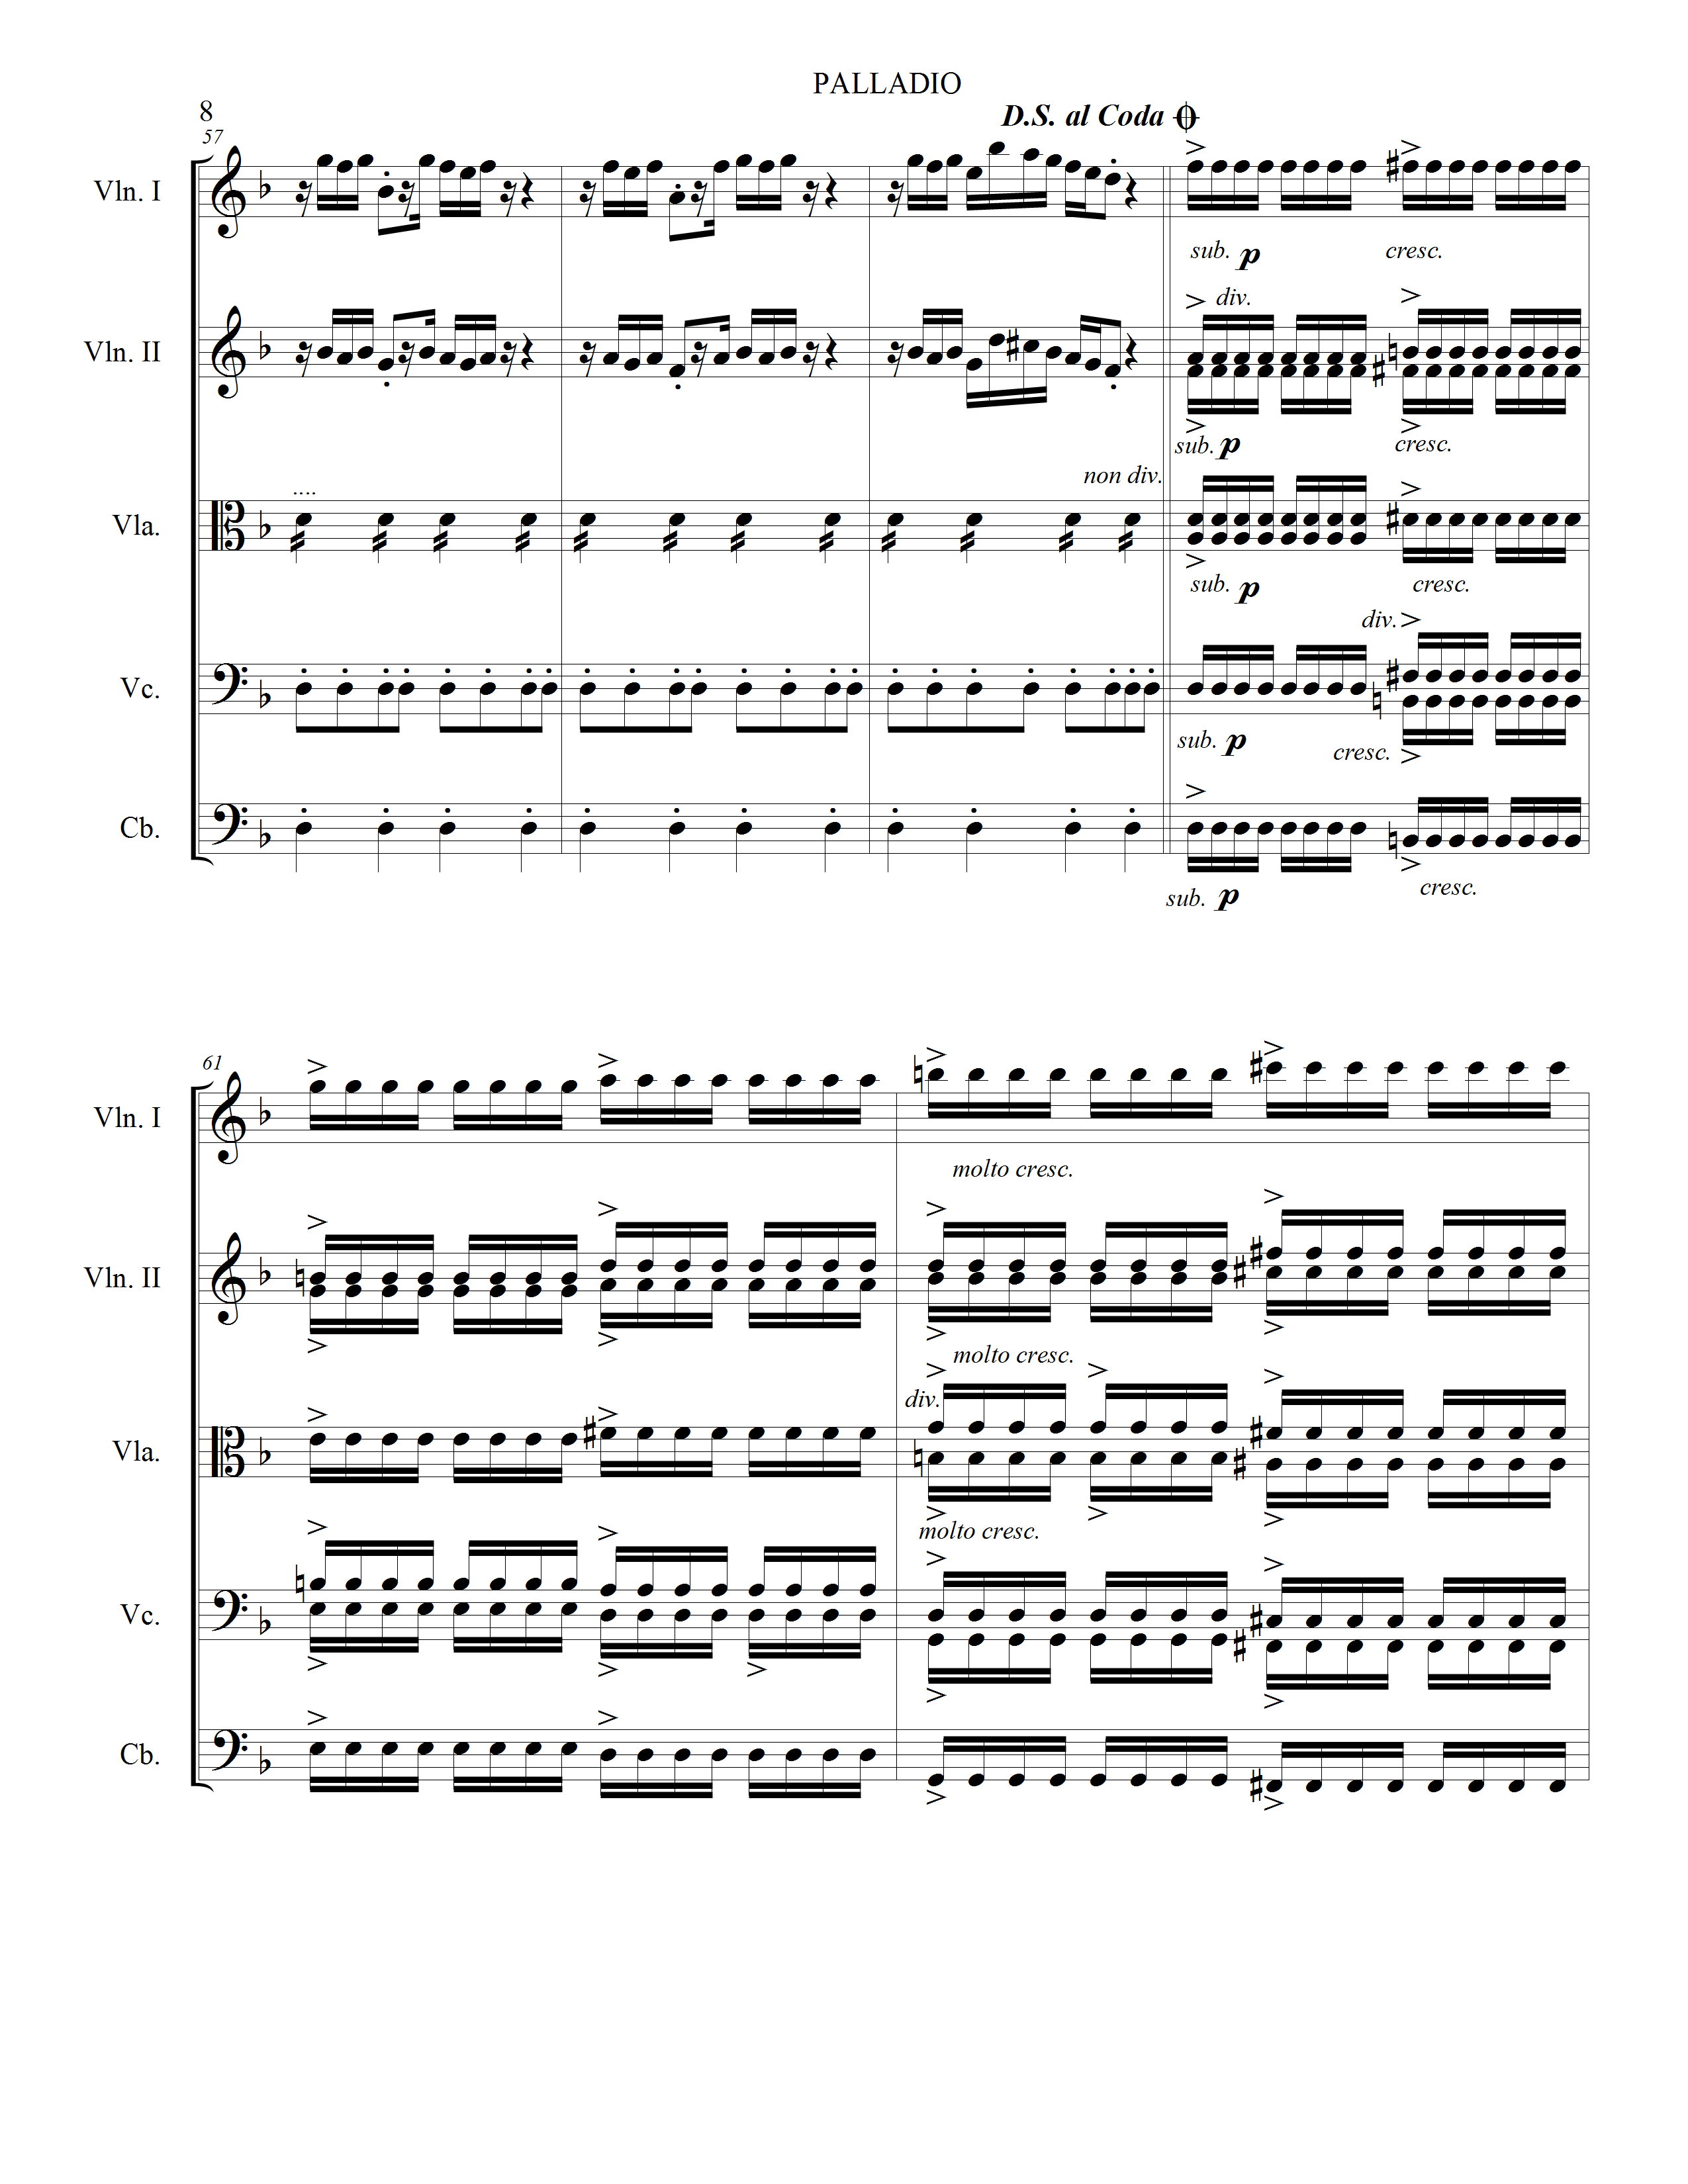 PALLADIO
8
D.S. al Coda
57
Vln. I
sub. p cresc.
div.
Vln. II
sub. p cresc.
non div.
....
Vla.
sub. p cresc.
div.
Vc.
sub. p cresc.
Cb.
sub. p cresc.
61
Vln. I
molto cresc.
Vln. II
molto cresc.
div.
Vla.
molto cresc.
Vc.
Cb.